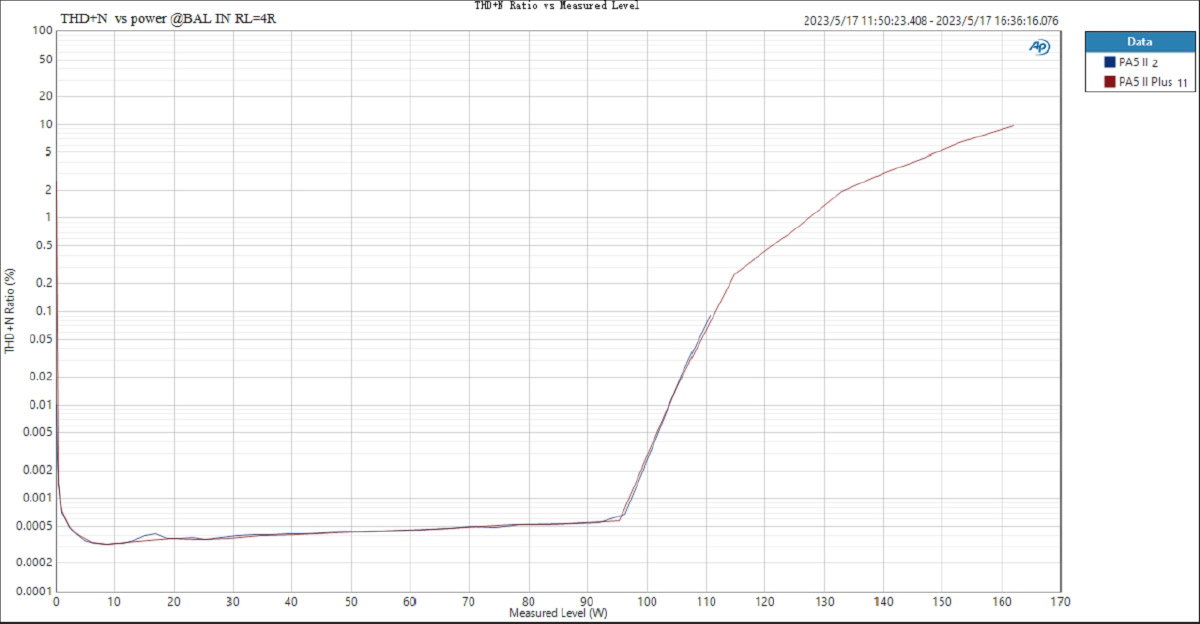 THD+N Ratio vs Measured Level
THD+N vs power @BAL IN RL=4R
2023/5/17 11:50:23.408 - 2023/5/17 16:36:16.076
AP
Data
PA5 II 2
PA5 II Plus 11
THD+N Ratio (%)
100
50
20
10
5
2
1
0.5
0.2
0.1
0.05
0.02
0.01
0.005
0.002
0.001
0.0005
0.0002
0.0001
0 10 20 30 40 50 60 70 80 90 100 110 120 130 140 150 160 170
Measured Level (W)